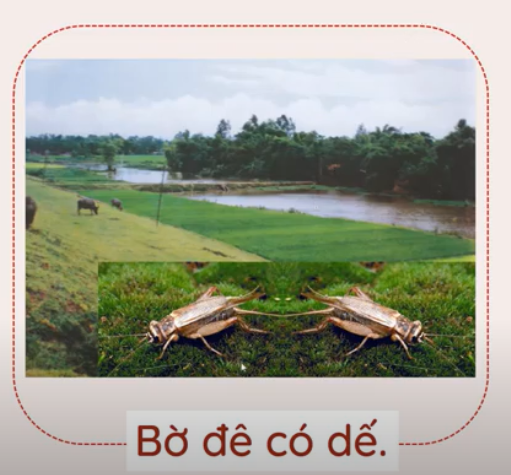 Bờ đê có dế.